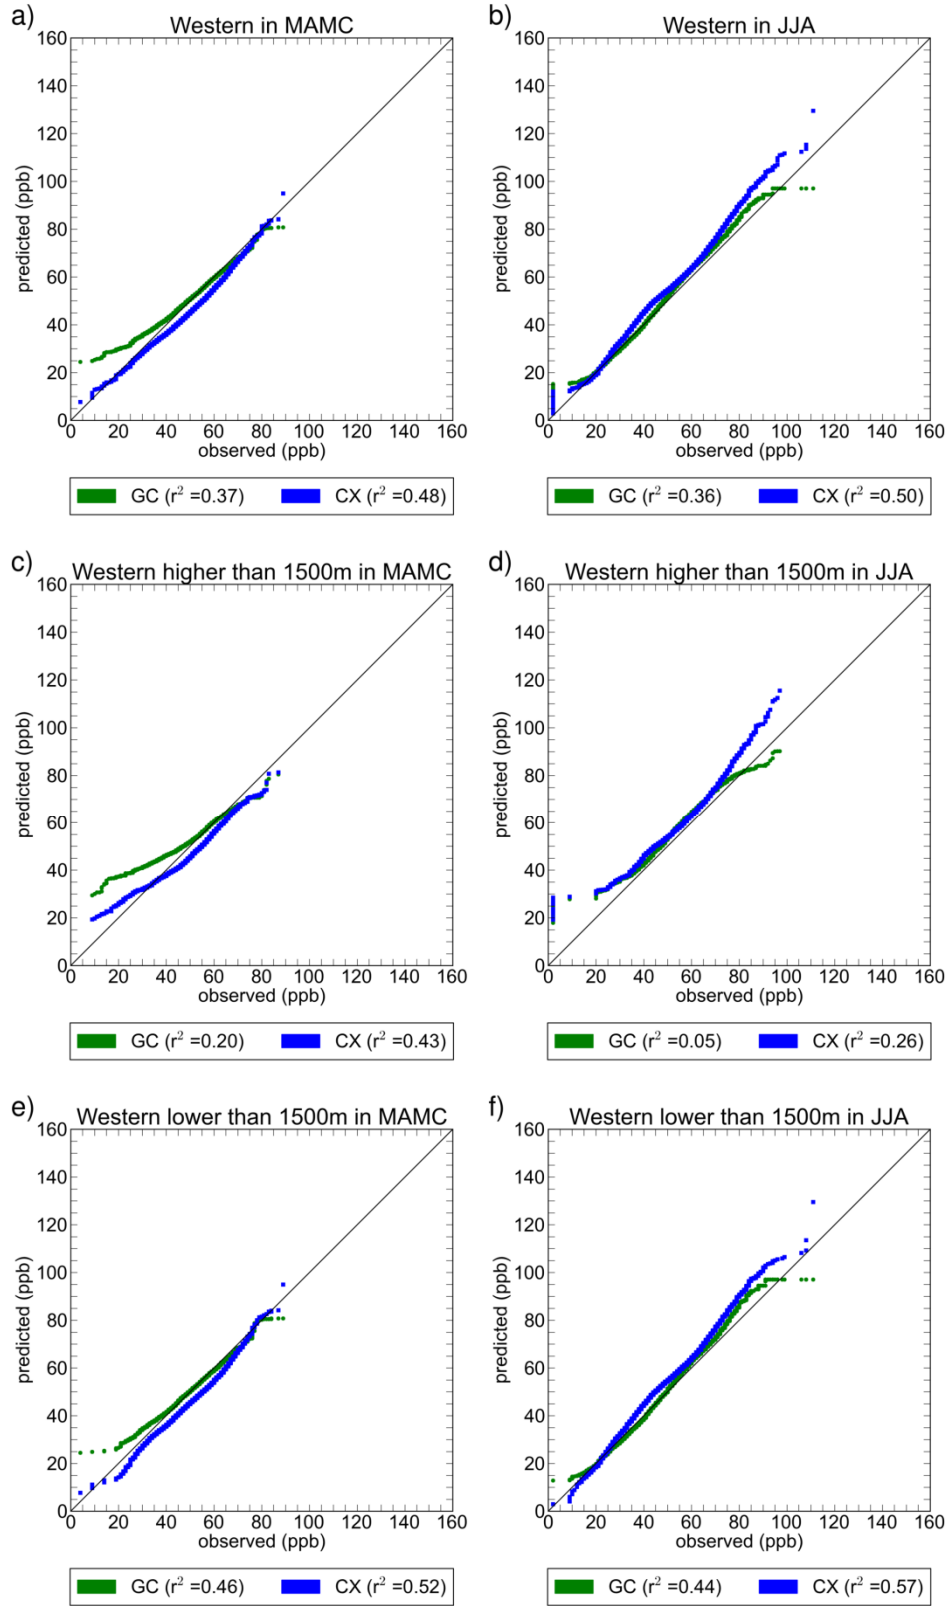 a)
Western in MAMC
160
140
120
100
80
60
40
20
0
predicted (ppb)
0 20 40 60 80 100 120 140 160
observed (ppb)
GC (r² =0.37) CX (r² =0.48)
b)
Western in JJA
160
140
120
100
80
60
40
20
0
predicted (ppb)
0 20 40 60 80 100 120 140 160
observed (ppb)
GC (r² =0.36) CX (r² =0.50)
c)
Western higher than 1500m in MAMC
160
140
120
100
80
60
40
20
0
predicted (ppb)
0 20 40 60 80 100 120 140 160
observed (ppb)
GC (r² =0.20) CX (r² =0.43)
d)
Western higher than 1500m in JJA
160
140
120
100
80
60
40
20
0
predicted (ppb)
0 20 40 60 80 100 120 140 160
observed (ppb)
GC (r² =0.05) CX (r² =0.26)
e)
Western lower than 1500m in MAMC
160
140
120
100
80
60
40
20
0
predicted (ppb)
0 20 40 60 80 100 120 140 160
observed (ppb)
GC (r² =0.46) CX (r² =0.52)
f)
Western lower than 1500m in JJA
160
140
120
100
80
60
40
20
0
predicted (ppb)
0 20 40 60 80 100 120 140 160
observed (ppb)
GC (r² =0.44) CX (r² =0.57)